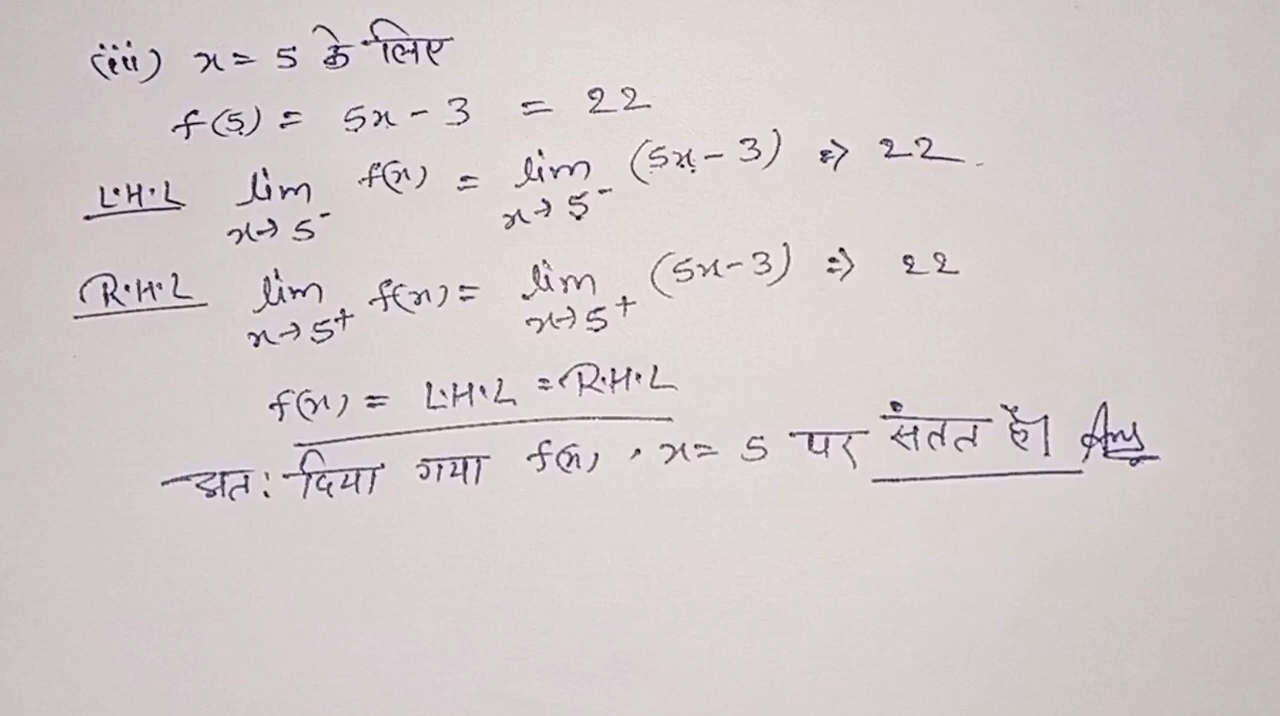 (iii) x = 5 के लिए
f(5) = 5x - 3 = 22
L.H.L lim x→5⁻ f(x) = lim x→5⁻ (5x - 3) ⇒ 22
R.H.L lim x→5⁺ f(x) = lim x→5⁺ (5x - 3) ⇒ 22
f(x) = L.H.L = R.H.L
अतः दिया गया f(x), x = 5 पर संतत है। Ans